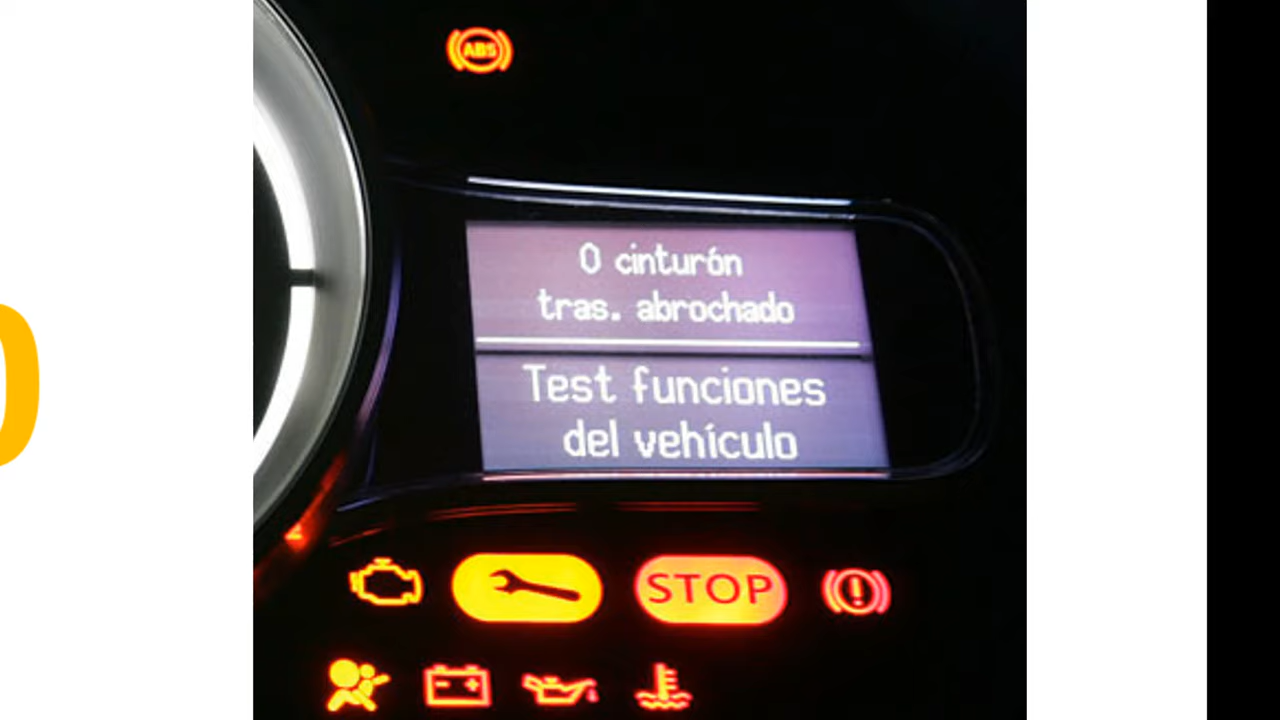 ABS
0 cinturón
tras. abrochado
Test funciones
del vehículo
STOP